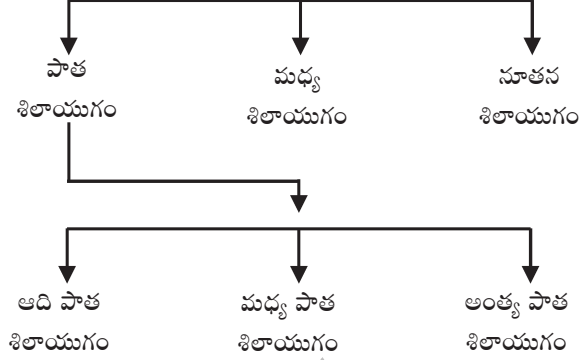 పాత
శిలాయుగం
మధ్య
శిలాయుగం
నూతన
శిలాయుగం
ఆది పాత
శిలాయుగం
మధ్య పాత
శిలాయుగం
అంత్య పాత
శిలాయుగం